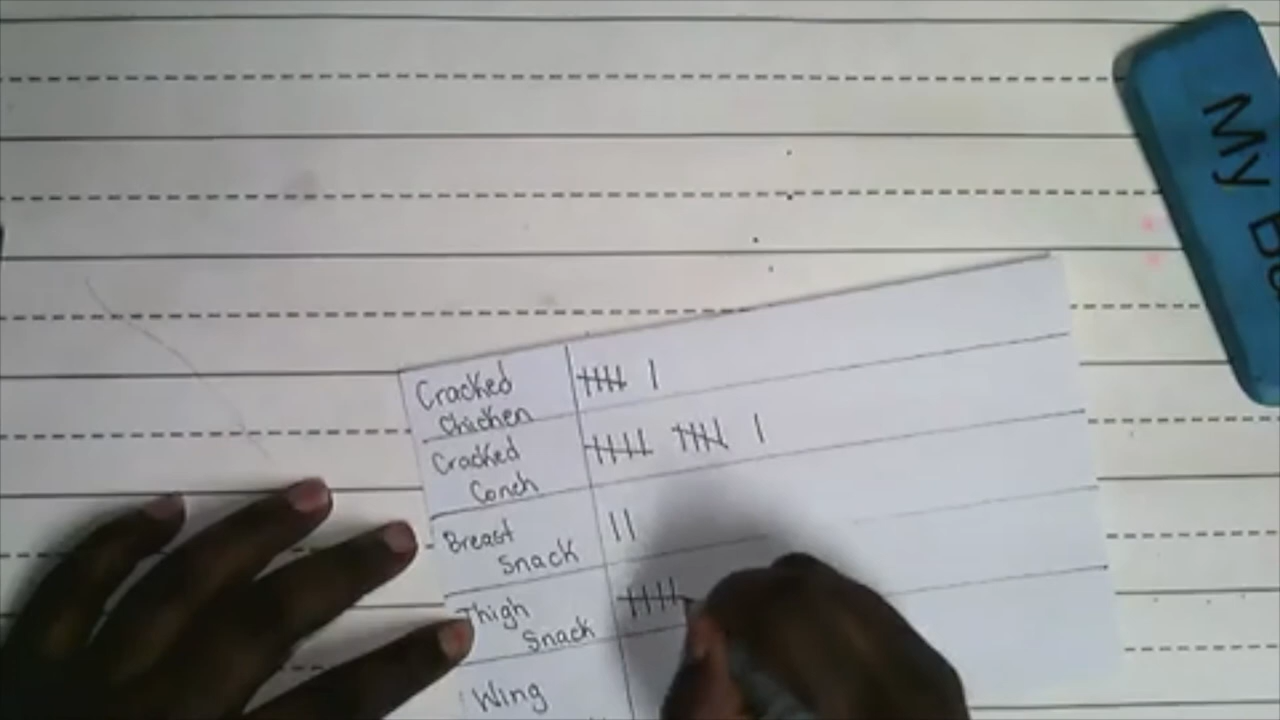 My
Cracked
Chicken
Cracked
Conch
Breast
Snack
Thigh
Snack
Wing